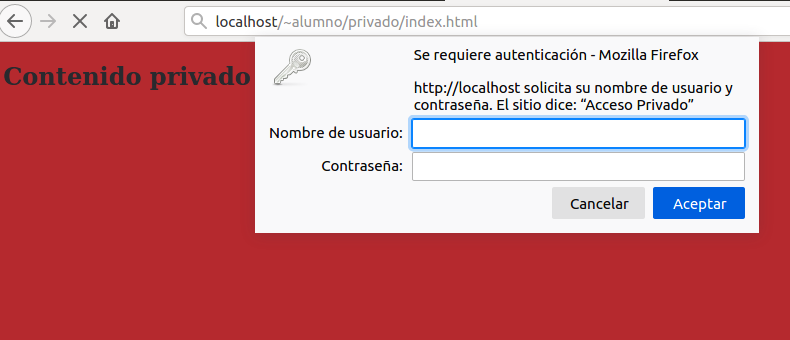 localhost/~alumno/privado/index.html
Contenido privado
Se requiere autenticación - Mozilla Firefox
http://localhost solicita su nombre de usuario y
contraseña. El sitio dice: “Acceso Privado”
Nombre de usuario:
Contraseña:
Cancelar Aceptar